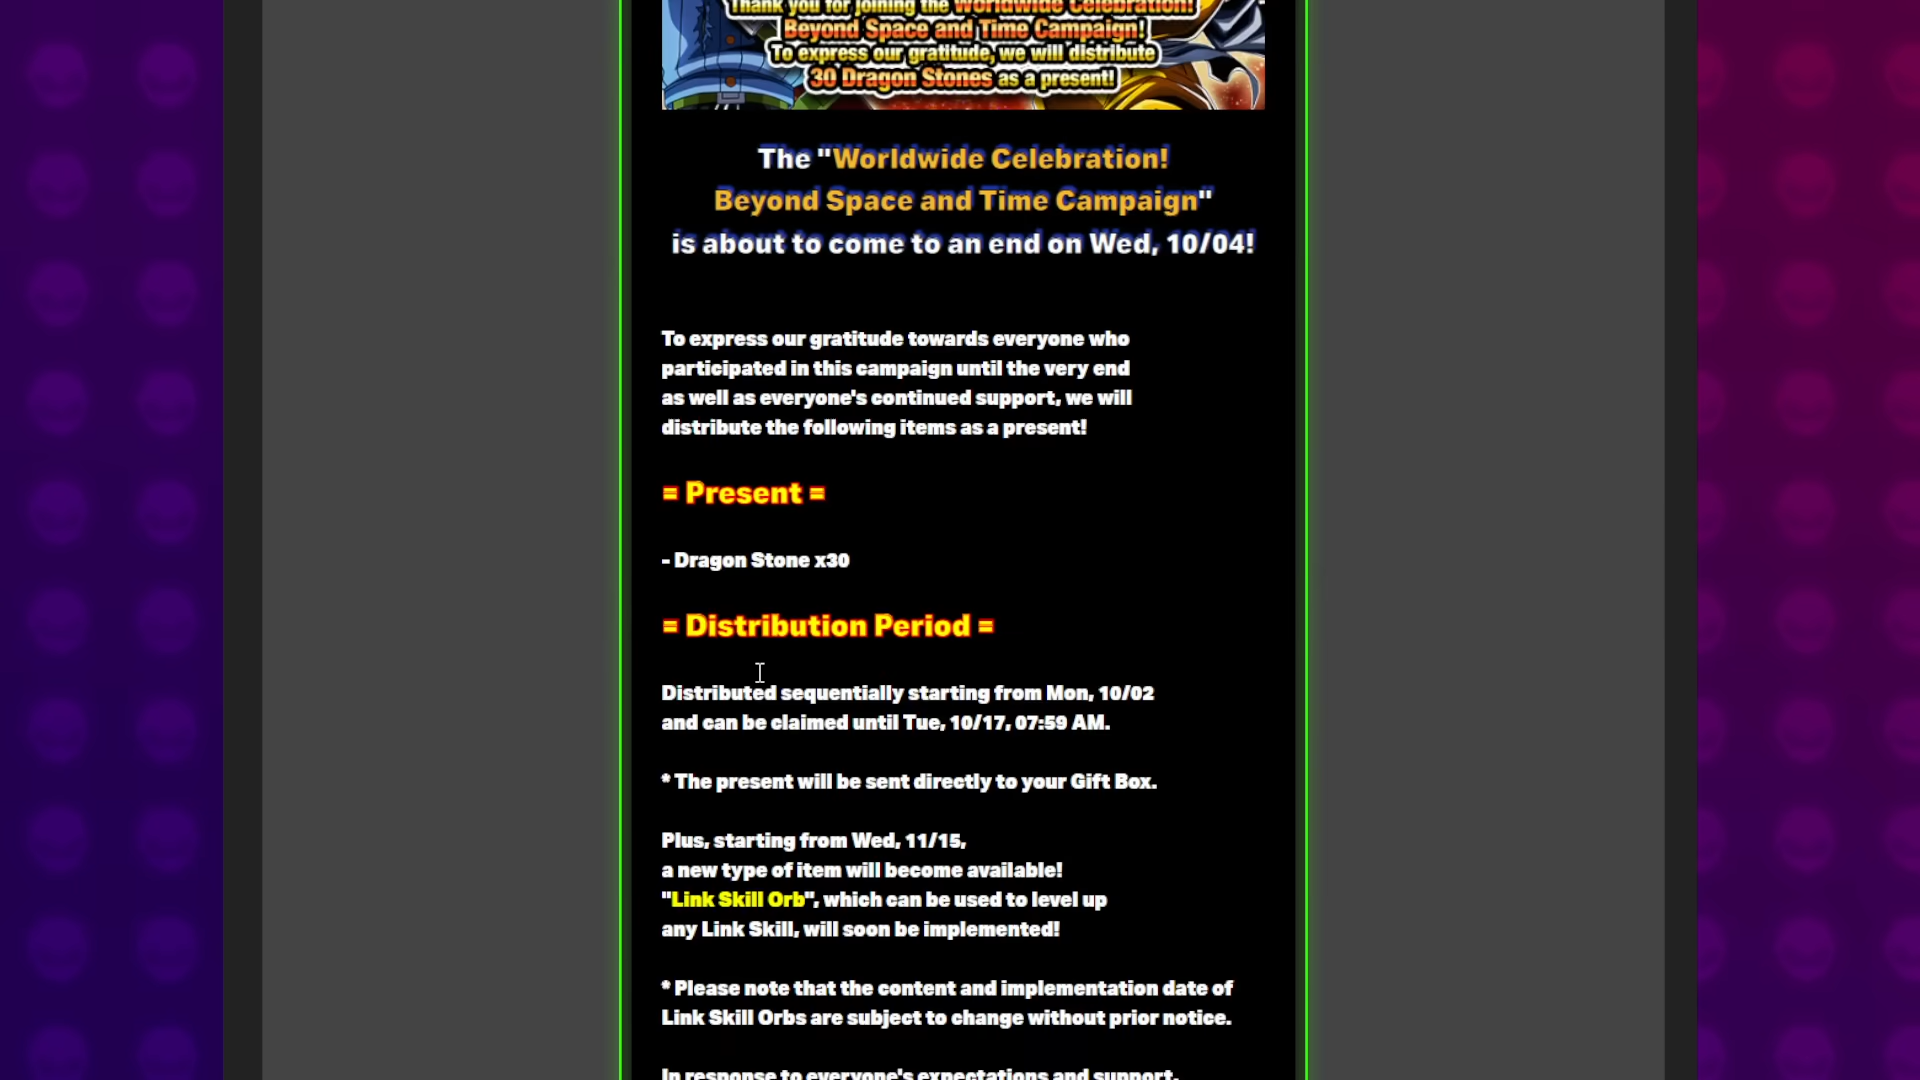 Thank you for joining the Worldwide Celebration!
Beyond Space and Time Campaign!
To express our gratitude, we will distribute
30 Dragon Stones as a present!
The "Worldwide Celebration!
Beyond Space and Time Campaign"
is about to come to an end on Wed, 10/04!
To express our gratitude towards everyone who
participated in this campaign until the very end
as well as everyone's continued support, we will
distribute the following items as a present!
= Present =
- Dragon Stone x30
= Distribution Period =
Distributed sequentially starting from Mon, 10/02
and can be claimed until Tue, 10/17, 07:59 AM.
* The present will be sent directly to your Gift Box.
Plus, starting from Wed, 11/15,
a new type of item will become available!
"Link Skill Orb", which can be used to level up
any Link Skill, will soon be implemented!
* Please note that the content and implementation date of
Link Skill Orbs are subject to change without prior notice.
In response to everyone's expectations and support,